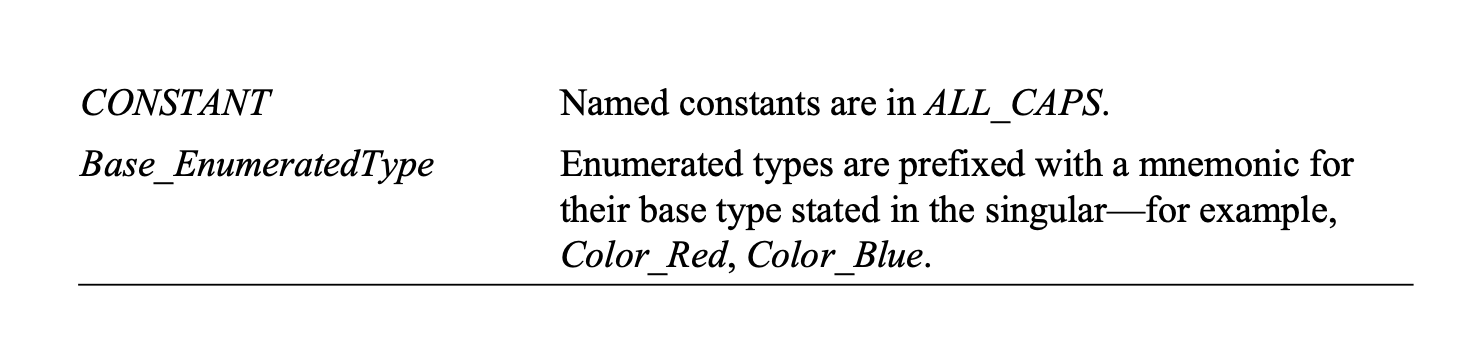 CONSTANT Named constants are in ALL_CAPS.
Base_EnumeratedType Enumerated types are prefixed with a mnemonic for
their base type stated in the singular—for example,
Color_Red, Color_Blue.